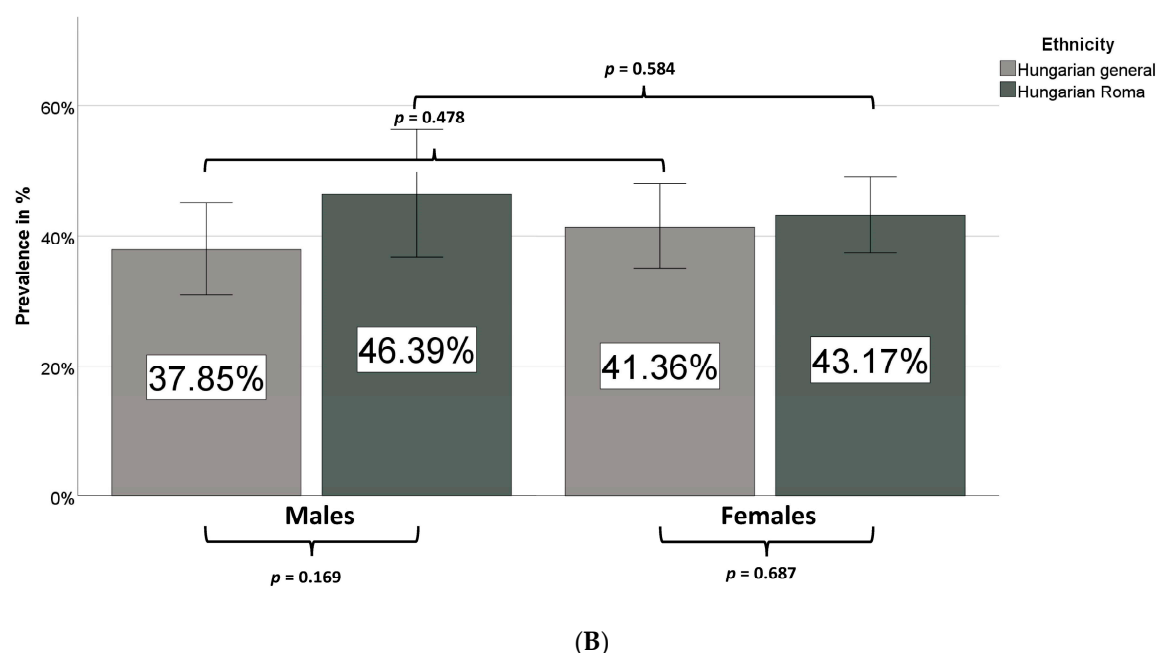 Ethnicity
Hungarian general
Hungarian Roma
p = 0.584
60%
p = 0.478
Prevalence in %
40%
37.85%
46.39%
41.36%
43.17%
20%
0%
Males
Females
p = 0.169
p = 0.687
(B)